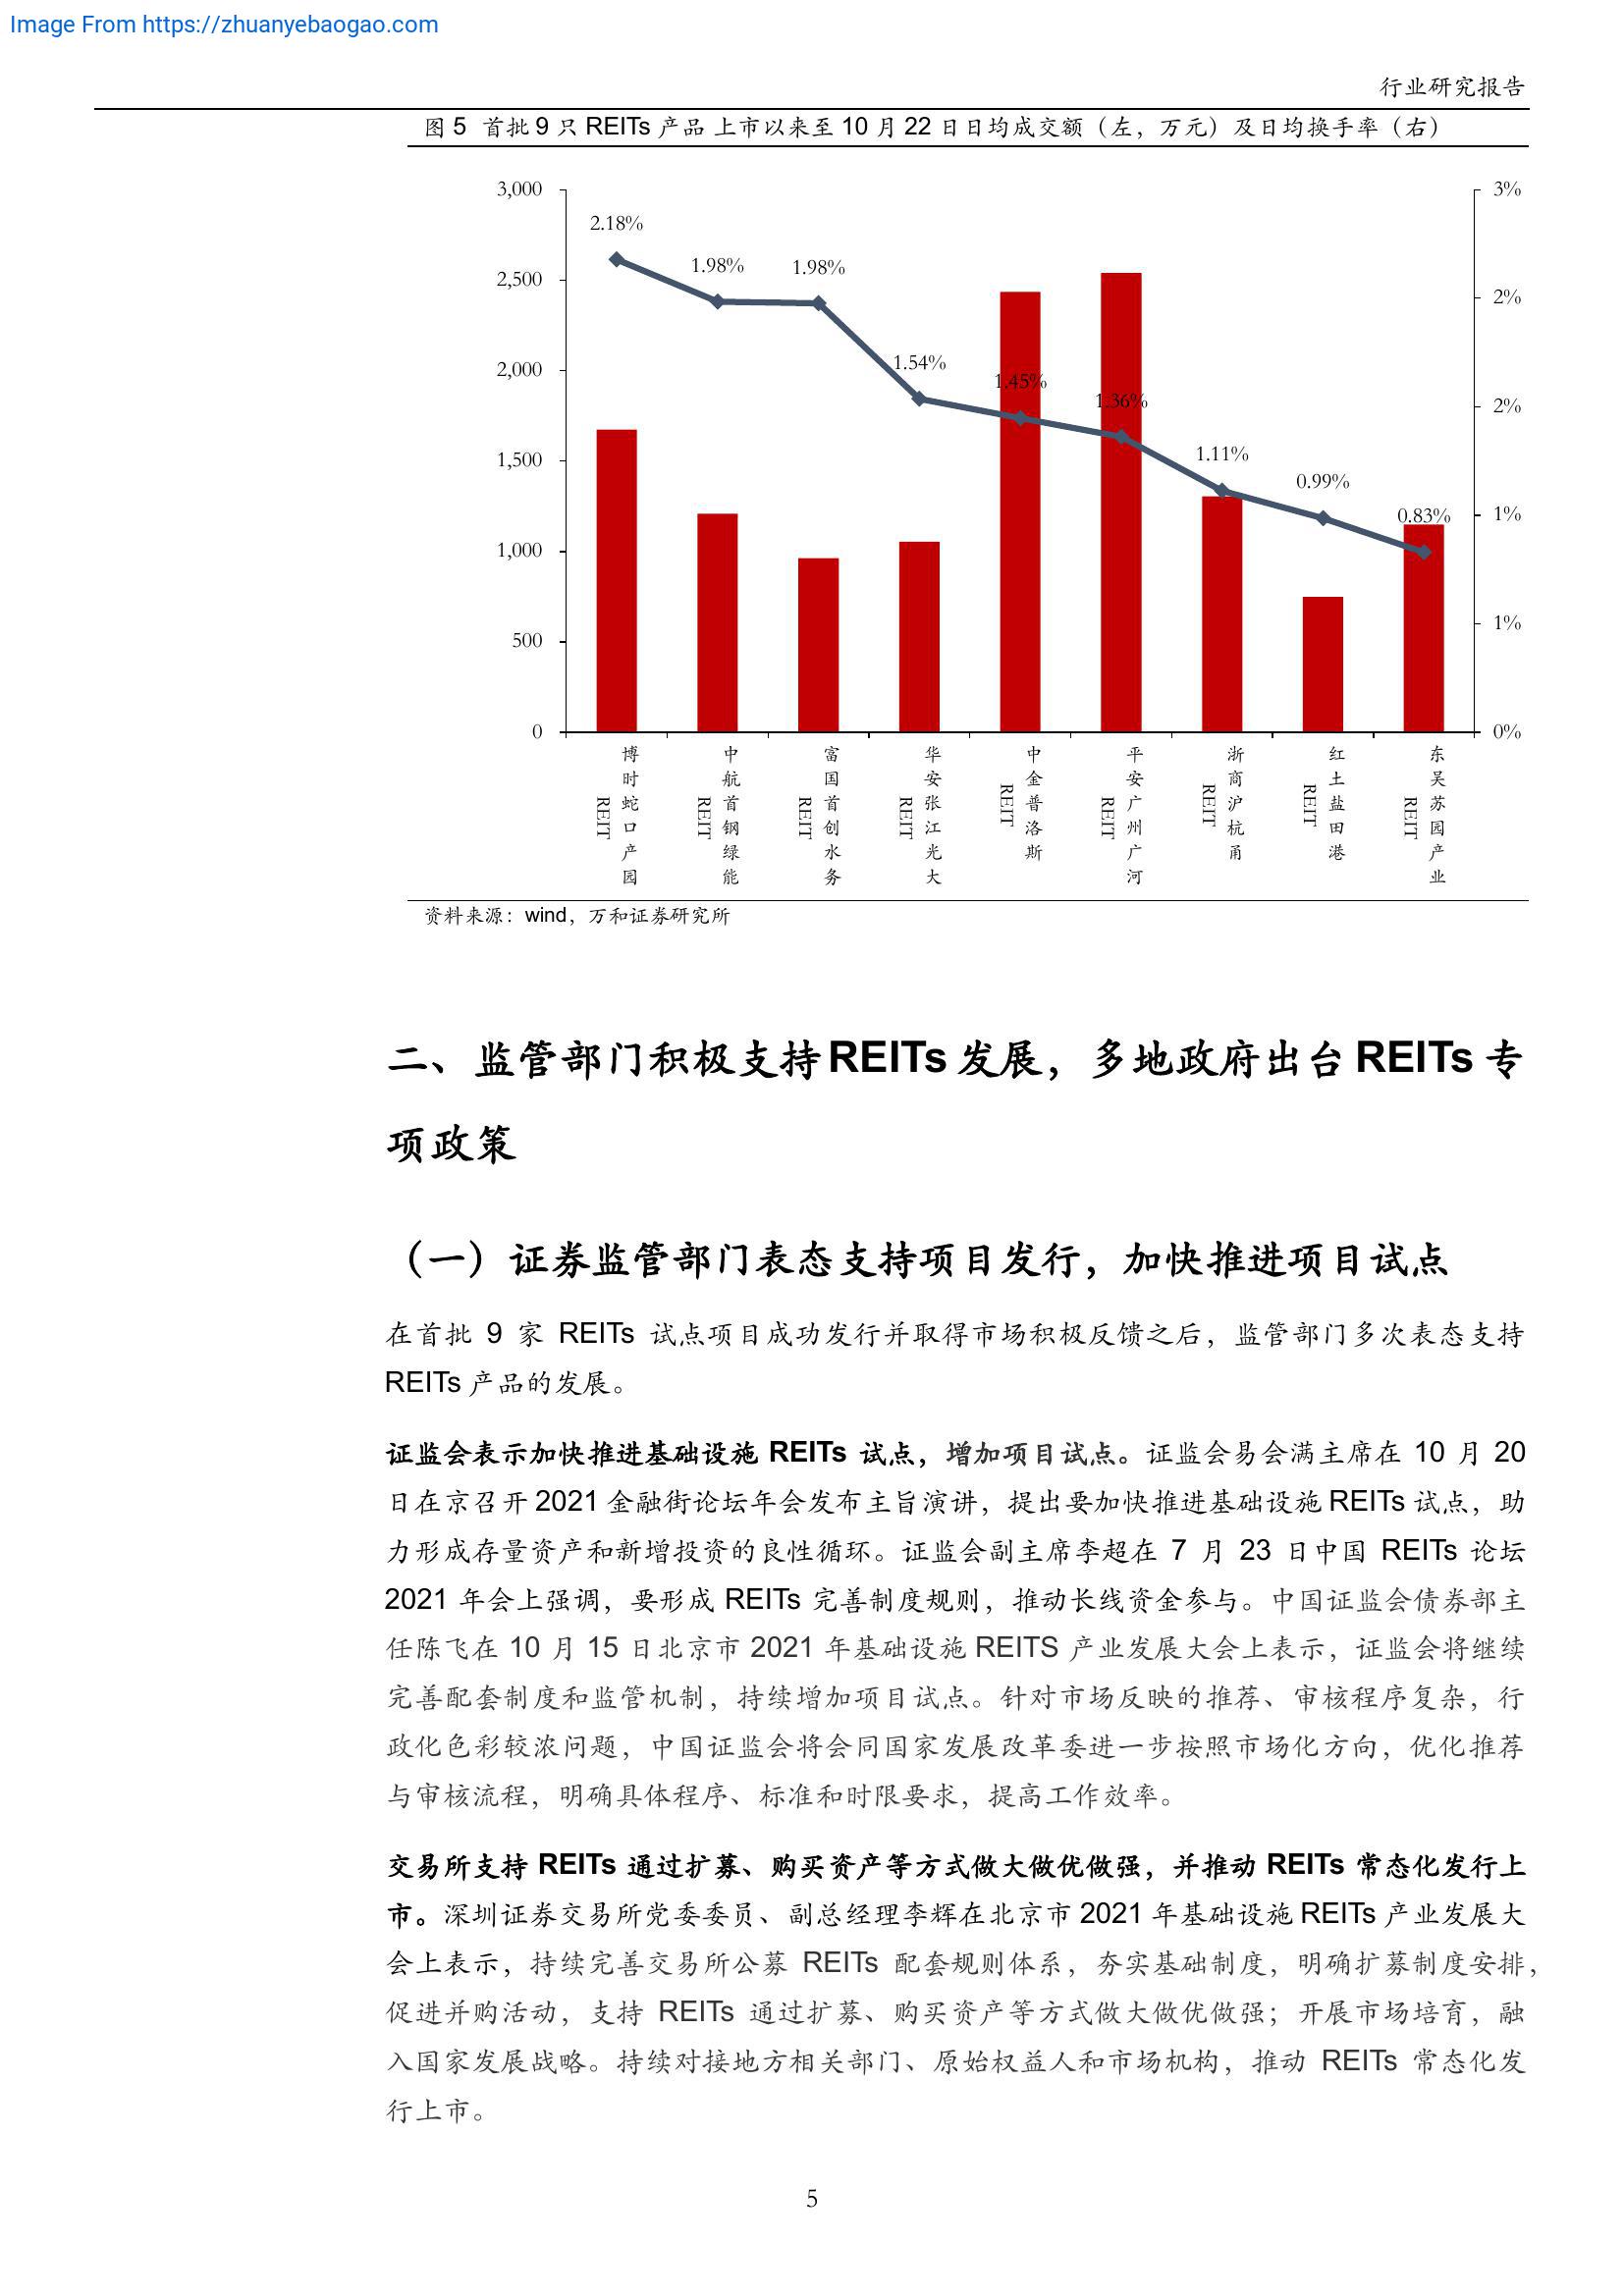 Image From https://zhuanyebaogao.com
行业研究报告
图 5 首批 9 只 REITs 产品 上市以来至 10 月 22 日日均成交额（左，万元）及日均换手率（右）
3,000
2,500
2,000
1,500
1,000
500
0
3%
2%
2%
1%
1%
0%
2.18%
1.98%
1.98%
1.54%
1.45%
1.36%
1.11%
0.99%
0.83%
博时蛇口产园REIT
中航首钢绿能REIT
富国首创水务REIT
华安张江光大REIT
中金普洛斯REIT
平安广州广河REIT
浙商沪杭甬REIT
红土盐田港REIT
东吴苏园产业REIT
资料来源：wind，万和证券研究所
二、监管部门积极支持REITs 发展，多地政府出台 REITs 专
项政策
（一）证券监管部门表态支持项目发行，加快推进项目试点
在首批 9 家 REITs 试点项目成功发行并取得市场积极反馈之后，监管部门多次表态支持
REITs 产品的发展。
证监会表示加快推进基础设施 REITs 试点，增加项目试点。证监会易会满主席在 10 月 20
日在京召开 2021 金融街论坛年会发布主旨演讲，提出要加快推进基础设施 REITs 试点，助
力形成存量资产和新增投资的良性循环。证监会副主席李超在 7 月 23 日中国 REITs 论坛
2021 年会上强调，要形成 REITs 完善制度规则，推动长线资金参与。中国证监会债券部主
任陈飞在 10 月 15 日北京市 2021 年基础设施 REITS 产业发展大会上表示，证监会将继续
完善配套制度和监管机制，持续增加项目试点。针对市场反映的推荐、审核程序复杂，行
政化色彩较浓问题，中国证监会将会同国家发展改革委进一步按照市场化方向，优化推荐
与审核流程，明确具体程序、标准和时限要求，提高工作效率。
交易所支持 REITs 通过扩募、购买资产等方式做大做优做强，并推动 REITs 常态化发行上
市。深圳证券交易所党委委员、副总经理李辉在北京市 2021 年基础设施 REITs 产业发展大
会上表示，持续完善交易所公募 REITs 配套规则体系，夯实基础制度，明确扩募制度安排，
促进并购活动，支持 REITs 通过扩募、购买资产等方式做大做优做强；开展市场培育，融
入国家发展战略。持续对接地方相关部门、原始权益人和市场机构，推动 REITs 常态化发
行上市。
5